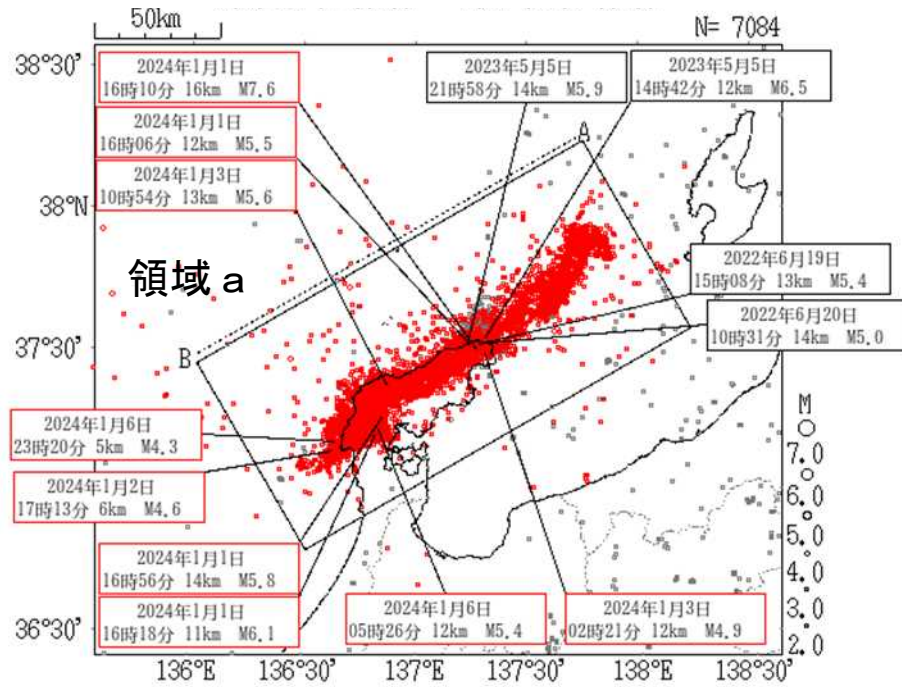 50km
N= 7084
38°30'
2024年1月1日
16時10分 16km M7.6
2023年5月5日
21時58分 14km M5.9
2023年5月5日
14時42分 12km M6.5
2024年1月1日
16時06分 12km M5.5
A
2024年1月3日
10時54分 13km M5.6
38°N
領域a
2022年6月19日
15時08分 13km M5.4
2022年6月20日
10時31分 14km M5.0
37°30'
B
2024年1月6日
23時20分 5km M4.3
M
7.0
6.0
5.0
4.0
3.0
2.0
2024年1月2日
17時13分 6km M4.6
2024年1月1日
16時56分 14km M5.8
2024年1月1日
16時18分 11km M6.1
2024年1月6日
05時26分 12km M5.4
2024年1月3日
02時21分 12km M4.9
36°30'
136°E
136°30'
137°E
137°30'
138°E
138°30'